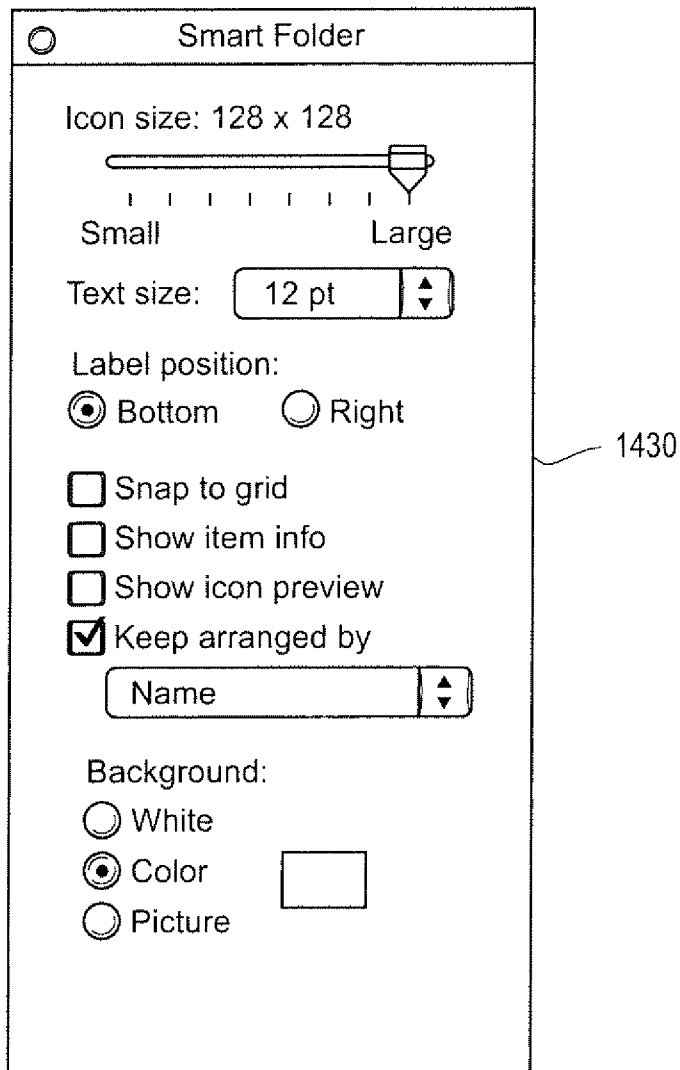 Smart Folder
Icon size: 128 x 128
Small Large
Text size: 12 pt
Label position:
Bottom Right
1430
Snap to grid
Show item info
Show icon preview
Keep arranged by
Name
Background:
White
Color
Picture